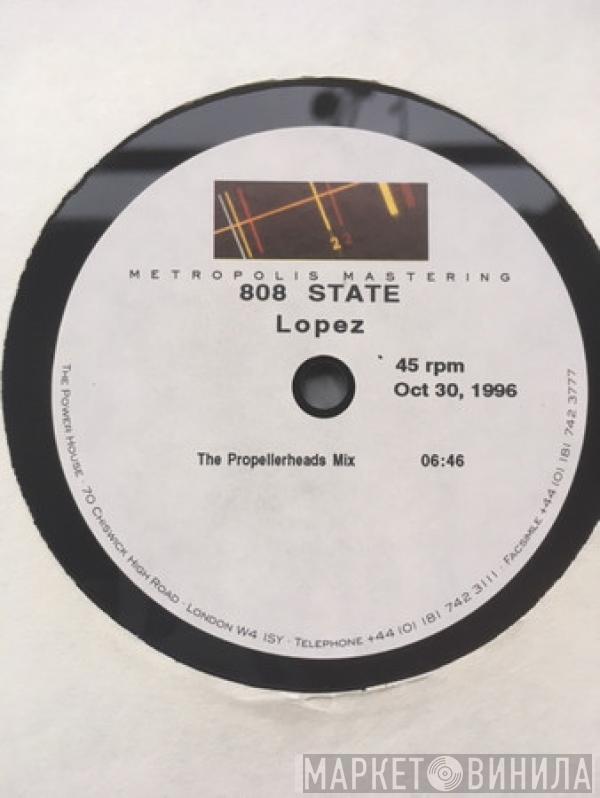 2 2
METROPOLIS MASTERING
808 STATE
Lopez
45 rpm
Oct 30, 1996
The Propellerheads Mix 06:46
THE POWER HOUSE · 70 CHISWICK HIGH ROAD · LONDON W4 1SY · TELEPHONE +44 (0) 181 742 3111 · FACSIMILE +44 (0) 181 742 3777
МАРКЕТ ВИНИЛА